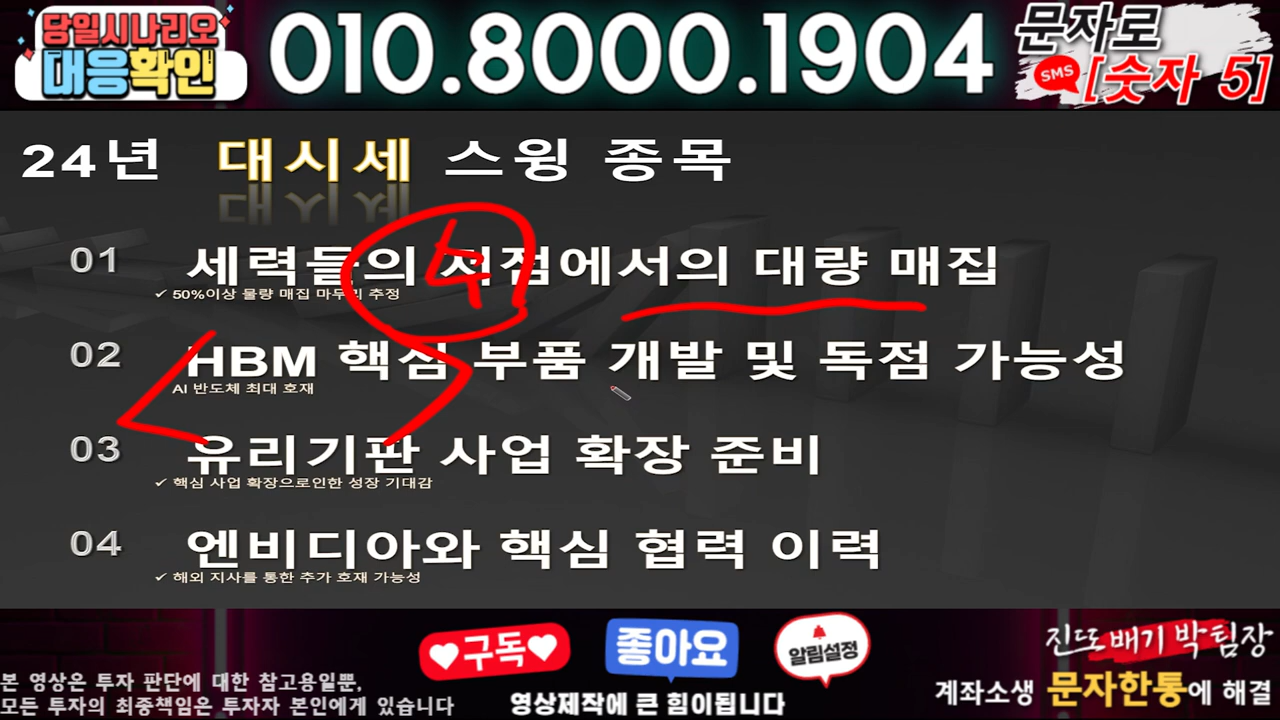 당일시나리오
대응확인
010.8000.1904
문자로
SMS [숫자 5]
24년 대시세 스윙 종목
01 세력들의 저점에서의 대량 매집
✓ 50%이상 물량 매집 마무리 추정
02 HBM 핵심 부품 개발 및 독점 가능성
AI 반도체 최대 호재
03 유리기판 사업 확장 준비
✓ 핵심 사업 확장으로인한 성장 기대감
04 엔비디아와 핵심 협력 이력
✓ 해외 지사를 통한 추가 호재 가능성
구독
좋아요
알림설정
영상제작에 큰 힘이됩니다
본 영상은 투자 판단에 대한 참고용일뿐,
모든 투자의 최종책임은 투자자 본인에게 있습니다
진또배기 박팀장
계좌소생 문자한통에 해결